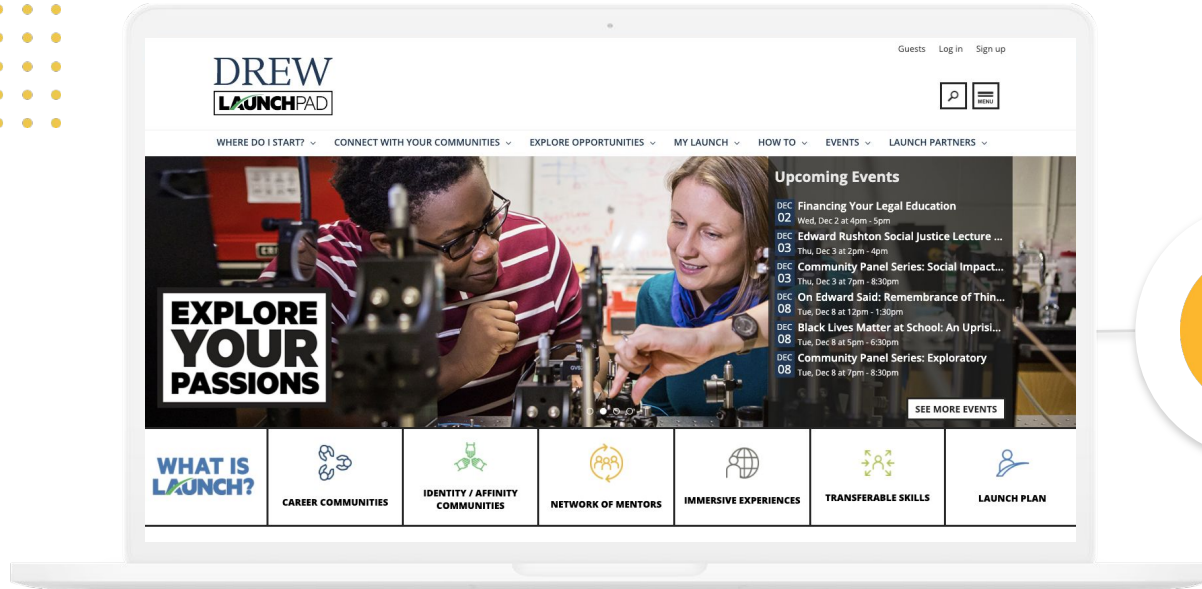 Guests Log in Sign up
DREW
LAUNCHPAD
MENU
WHERE DO I START? CONNECT WITH YOUR COMMUNITIES EXPLORE OPPORTUNITIES MY LAUNCH HOW TO EVENTS LAUNCH PARTNERS
EXPLORE
YOUR
PASSIONS
Upcoming Events
DEC 02 Financing Your Legal Education
Wed, Dec 2 at 4pm - 5pm
DEC 03 Edward Rushton Social Justice Lecture ...
Thu, Dec 3 at 2pm - 4pm
DEC 03 Community Panel Series: Social Impact...
Thu, Dec 3 at 7pm - 8:30pm
DEC 08 On Edward Said: Remembrance of Thin...
Tue, Dec 8 at 12pm - 1:30pm
DEC 08 Black Lives Matter at School: An Uprisi...
Tue, Dec 8 at 5pm - 6:30pm
DEC 08 Community Panel Series: Exploratory
Tue, Dec 8 at 7pm - 8:30pm
SEE MORE EVENTS
WHAT IS
LAUNCH?
CAREER COMMUNITIES
IDENTITY / AFFINITY
COMMUNITIES
NETWORK OF MENTORS
IMMERSIVE EXPERIENCES
TRANSFERABLE SKILLS
LAUNCH PLAN